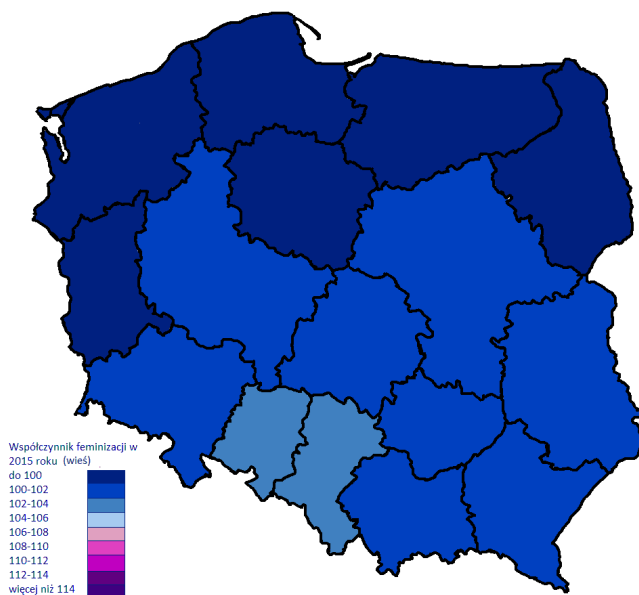 Współczynnik feminizacji w
2015 roku (wieś)
do 100
100-102
102-104
104-106
106-108
108-110
110-112
112-114
więcej niż 114